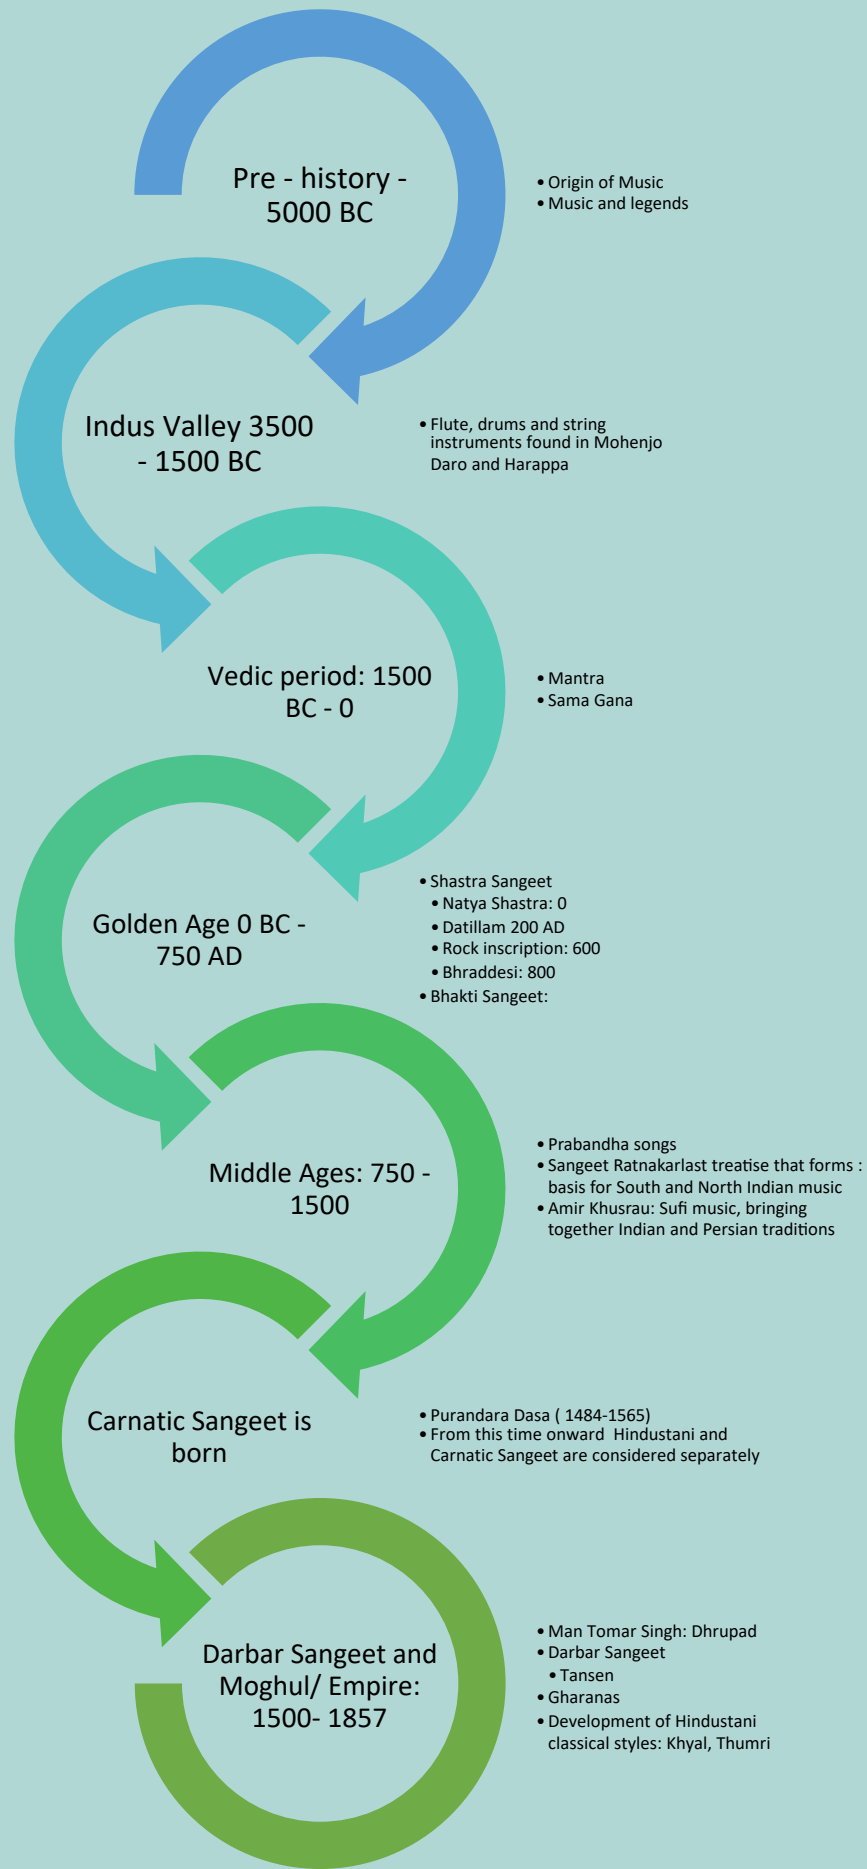 Pre - history -
5000 BC
• Origin of Music
• Music and legends
Indus Valley 3500
- 1500 BC
• Flute, drums and string
instruments found in Mohenjo
Daro and Harappa
Vedic period: 1500
BC - 0
• Mantra
• Sama Gana
Golden Age 0 BC -
750 AD
• Shastra Sangeet
• Natya Shastra: 0
• Datillam 200 AD
• Rock inscription: 600
• Bhraddesi: 800
• Bhakti Sangeet:
Middle Ages: 750 -
1500
• Prabandha songs
• Sangeet Ratnakarlast treatise that forms :
basis for South and North Indian music
• Amir Khusrau: Sufi music, bringing
together Indian and Persian traditions
Carnatic Sangeet is
born
• Purandara Dasa ( 1484-1565)
• From this time onward Hindustani and
Carnatic Sangeet are considered separately
Darbar Sangeet and
Moghul/ Empire:
1500- 1857
• Man Tomar Singh: Dhrupad
• Darbar Sangeet
• Tansen
• Gharanas
• Development of Hindustani
classical styles: Khyal, Thumri